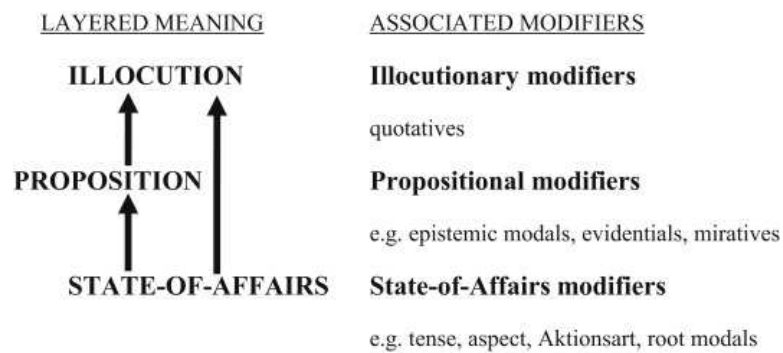 LAYERED MEANING ASSOCIATED MODIFIERS
ILLOCUTION Illocutionary modifiers
quotatives
PROPOSITION Propositional modifiers
e.g. epistemic modals, evidentials, miratives
STATE-OF-AFFAIRS State-of-Affairs modifiers
e.g. tense, aspect, Aktionsart, root modals